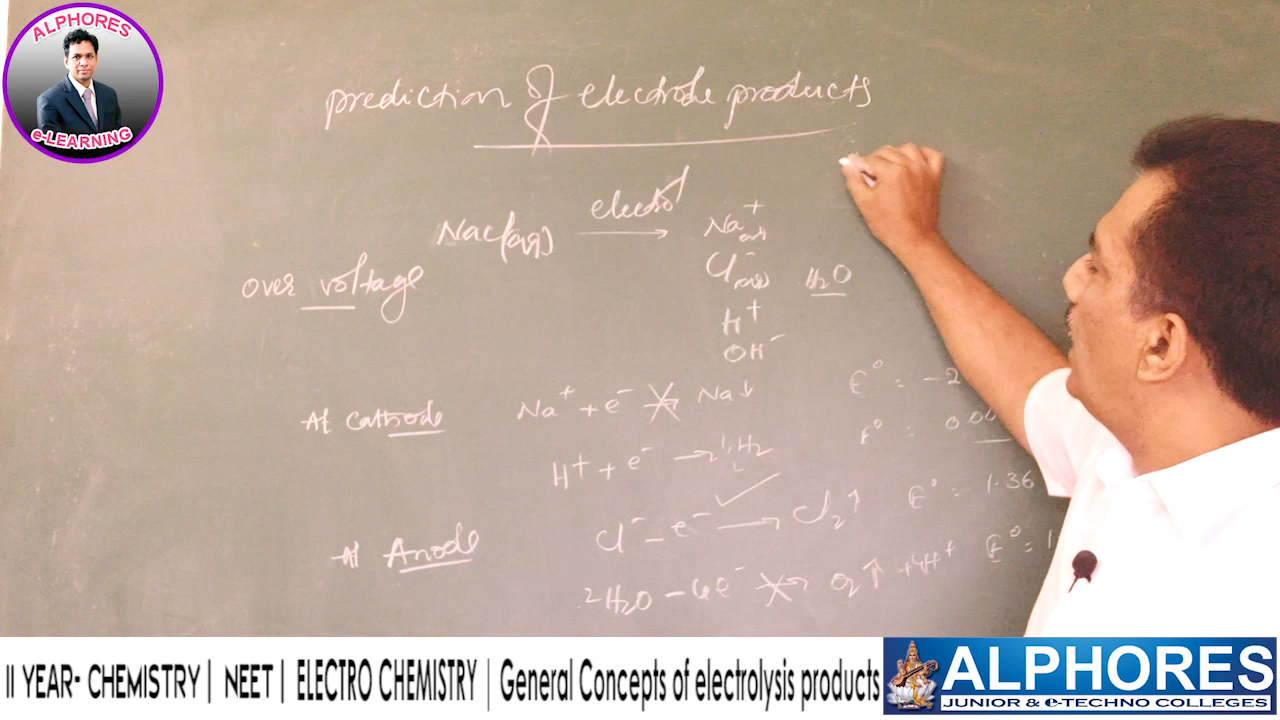 ALPHORES
e-LEARNING
prediction of electrode products
NaCl(aq) electrol → Na⁺(aq)
Cl⁻(aq) H₂O
H⁺
OH⁻
over voltage
At Cathode Na⁺ + e⁻ → Na↓ E° = -2
H⁺ + e⁻ → ½H₂ E° = 0.00
At Anode Cl⁻ - e⁻ → Cl₂↑ E° = 1.36
2H₂O - 4e⁻ → O₂↑ + 4H⁺ E° = 1
II YEAR- CHEMISTRY | NEET | ELECTRO CHEMISTRY | General Concepts of electrolysis products
ALPHORES
JUNIOR & e-TECHNO COLLEGES